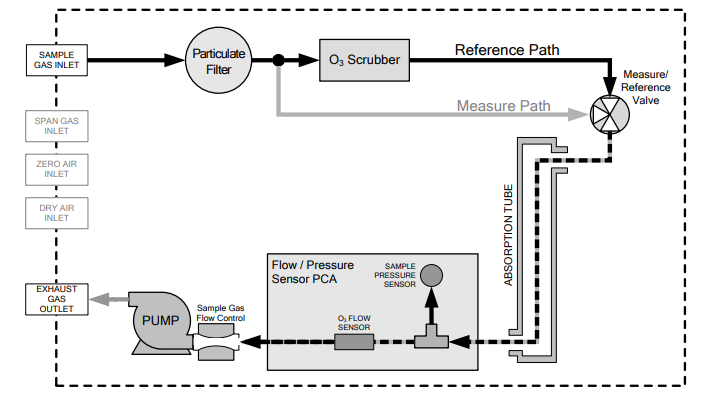 SAMPLE
GAS INLET
Particulate
Filter
O₃ Scrubber
Reference Path
Measure/
Reference
Valve
Measure Path
SPAN GAS
INLET
ZERO AIR
INLET
DRY AIR
INLET
ABSORPTION TUBE
Flow / Pressure
Sensor PCA
SAMPLE
PRESSURE
SENSOR
EXHAUST
GAS
OUTLET
PUMP
Sample Gas
Flow Control
O₃ FLOW
SENSOR